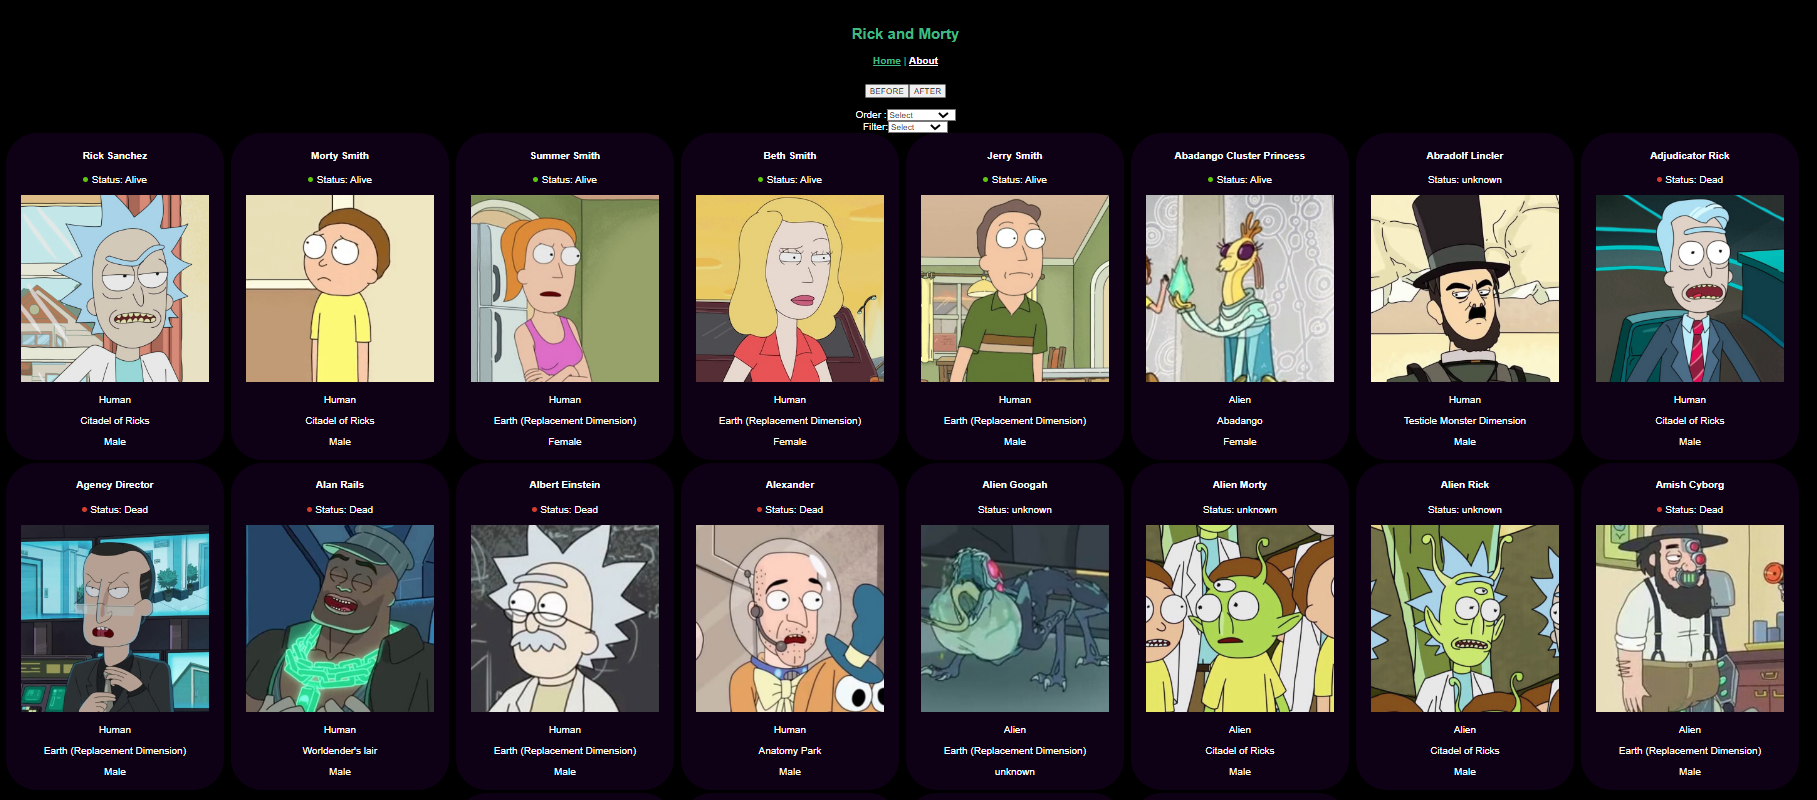 Rick and Morty
Home | About
BEFORE AFTER
Order : Select
Filter: Select
Rick Sanchez
Status: Alive
Human
Citadel of Ricks
Male
Morty Smith
Status: Alive
Human
Citadel of Ricks
Male
Summer Smith
Status: Alive
Human
Earth (Replacement Dimension)
Female
Beth Smith
Status: Alive
Human
Earth (Replacement Dimension)
Female
Jerry Smith
Status: Alive
Human
Earth (Replacement Dimension)
Male
Abadango Cluster Princess
Status: Alive
Alien
Abadango
Female
Abradolf Lincler
Status: unknown
Human
Testicle Monster Dimension
Male
Adjudicator Rick
Status: Dead
Human
Citadel of Ricks
Male
Agency Director
Status: Dead
Human
Earth (Replacement Dimension)
Male
Alan Rails
Status: Dead
Human
Worldender's lair
Male
Albert Einstein
Status: Dead
Human
Earth (Replacement Dimension)
Male
Alexander
Status: Dead
Human
Anatomy Park
Male
Alien Googah
Status: unknown
Alien
Earth (Replacement Dimension)
unknown
Alien Morty
Status: unknown
Alien
Citadel of Ricks
Male
Alien Rick
Status: unknown
Alien
Citadel of Ricks
Male
Amish Cyborg
Status: Dead
Alien
Earth (Replacement Dimension)
Male